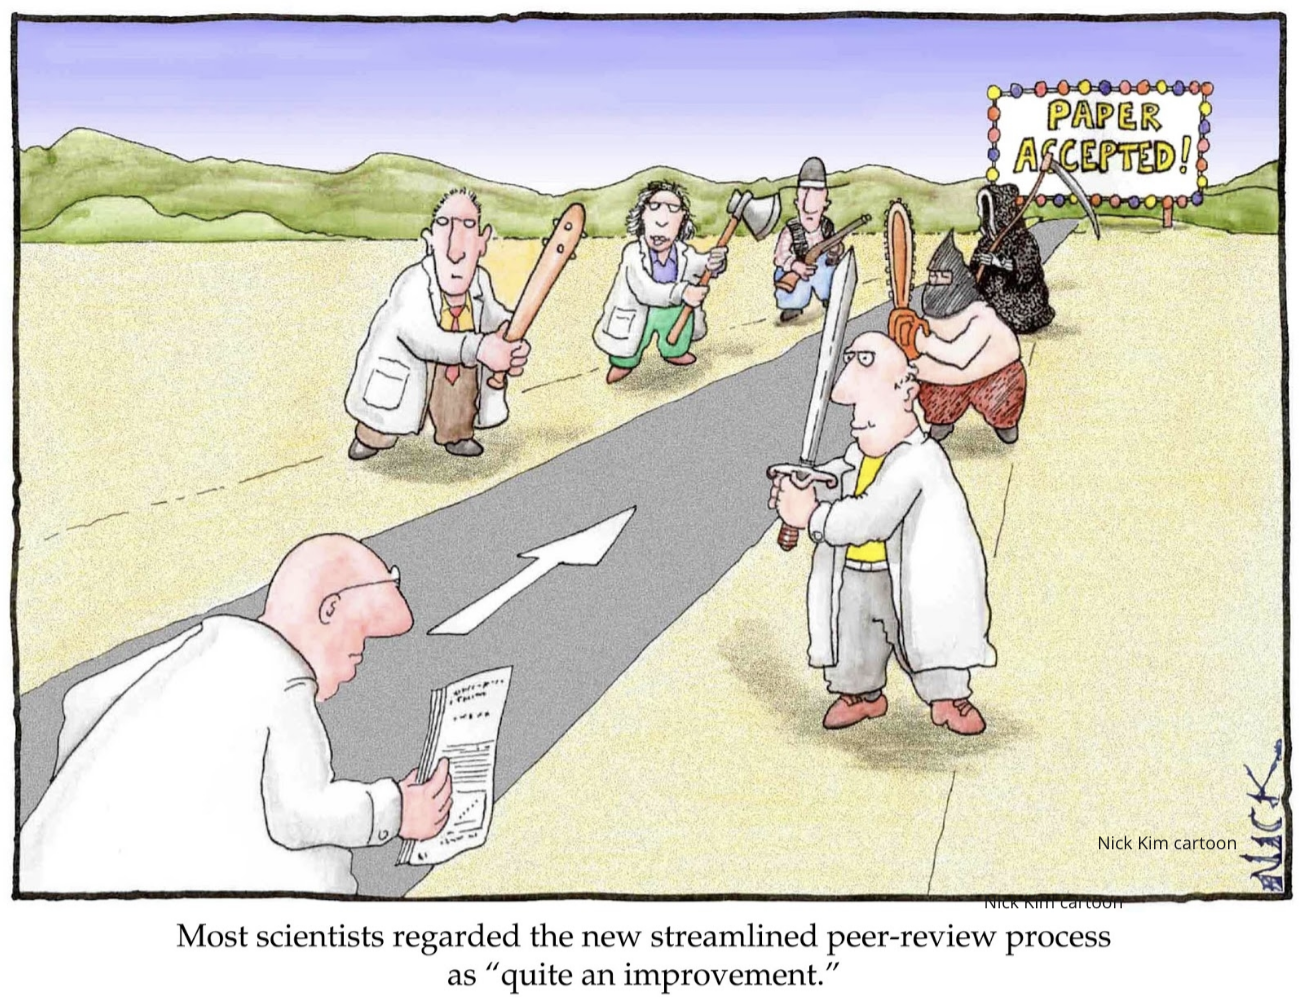 PAPER
ACCEPTED!
Nick Kim cartoon
NICK
Nick Kim cartoon
Most scientists regarded the new streamlined peer-review process
as “quite an improvement.”